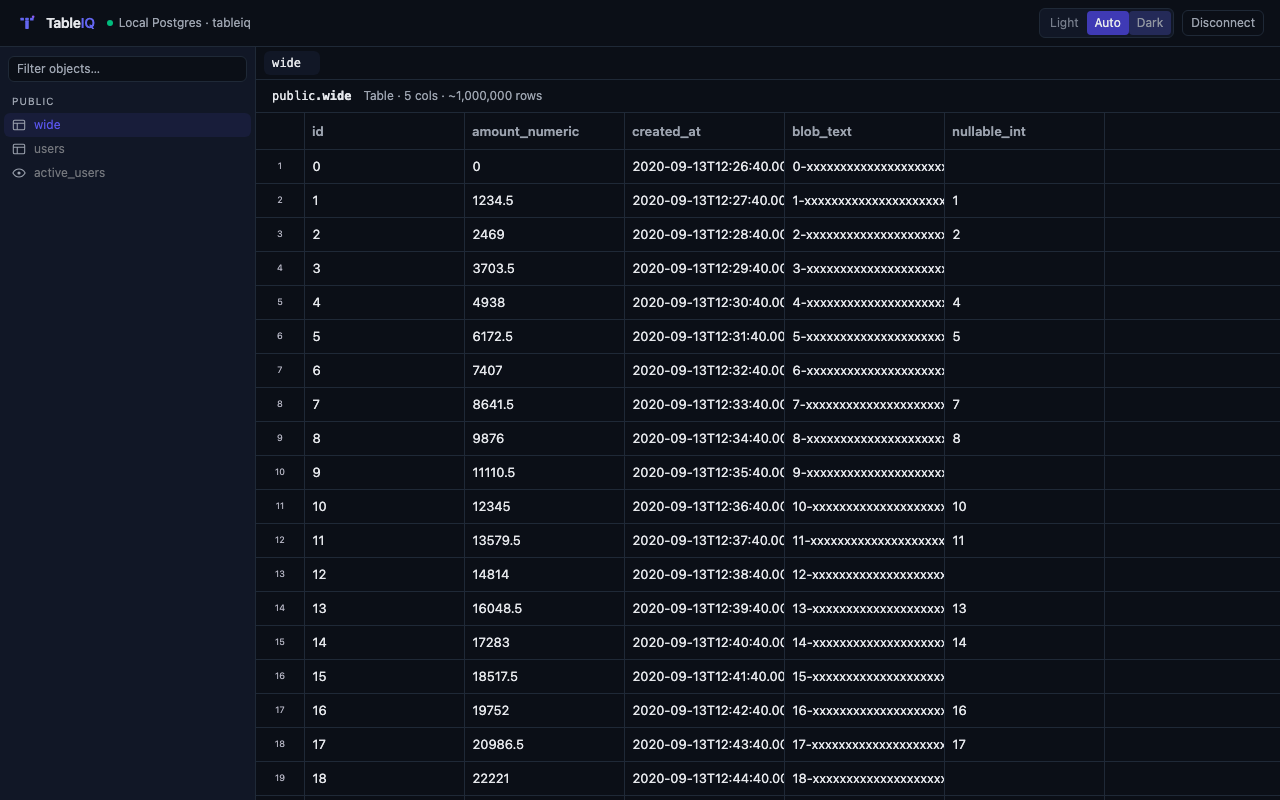 TableIQ Local Postgres · tableiq Light Auto Dark Disconnect
Filter objects...
PUBLIC
wide
users
active_users
wide
public.wide Table · 5 cols · ~1,000,000 rows
id amount_numeric created_at blob_text nullable_int
1 0 0 2020-09-13T12:26:40.00 0-xxxxxxxxxxxxxxxxxxxxx
2 1 1234.5 2020-09-13T12:27:40.00 1-xxxxxxxxxxxxxxxxxxxxx 1
3 2 2469 2020-09-13T12:28:40.00 2-xxxxxxxxxxxxxxxxxxxxx 2
4 3 3703.5 2020-09-13T12:29:40.00 3-xxxxxxxxxxxxxxxxxxxxx
5 4 4938 2020-09-13T12:30:40.00 4-xxxxxxxxxxxxxxxxxxxxx 4
6 5 6172.5 2020-09-13T12:31:40.00 5-xxxxxxxxxxxxxxxxxxxxx 5
7 6 7407 2020-09-13T12:32:40.00 6-xxxxxxxxxxxxxxxxxxxxx
8 7 8641.5 2020-09-13T12:33:40.00 7-xxxxxxxxxxxxxxxxxxxxx 7
9 8 9876 2020-09-13T12:34:40.00 8-xxxxxxxxxxxxxxxxxxxxx 8
10 9 11110.5 2020-09-13T12:35:40.00 9-xxxxxxxxxxxxxxxxxxxxx
11 10 12345 2020-09-13T12:36:40.00 10-xxxxxxxxxxxxxxxxxxxx 10
12 11 13579.5 2020-09-13T12:37:40.00 11-xxxxxxxxxxxxxxxxxxxx 11
13 12 14814 2020-09-13T12:38:40.00 12-xxxxxxxxxxxxxxxxxxxx
14 13 16048.5 2020-09-13T12:39:40.00 13-xxxxxxxxxxxxxxxxxxxx 13
15 14 17283 2020-09-13T12:40:40.00 14-xxxxxxxxxxxxxxxxxxxx 14
16 15 18517.5 2020-09-13T12:41:40.00 15-xxxxxxxxxxxxxxxxxxxx
17 16 19752 2020-09-13T12:42:40.00 16-xxxxxxxxxxxxxxxxxxxx 16
18 17 20986.5 2020-09-13T12:43:40.00 17-xxxxxxxxxxxxxxxxxxxx 17
19 18 22221 2020-09-13T12:44:40.00 18-xxxxxxxxxxxxxxxxxxxx